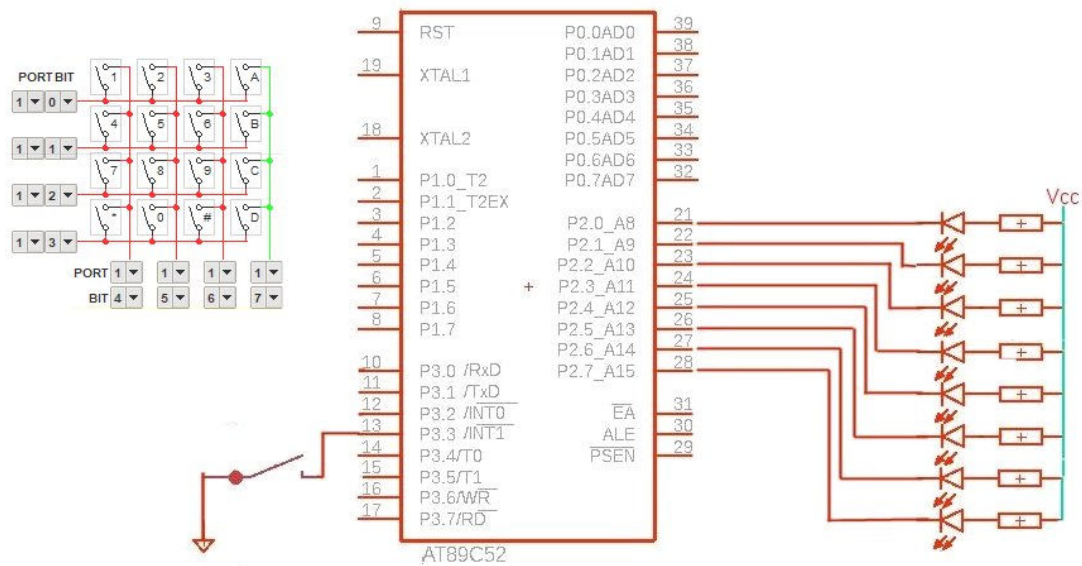 PORT BIT
1 0
1 1
1 2
1 3
1 2 3 A
4 5 6 B
7 8 9 C
* 0 # D
PORT 1 1 1 1
BIT 4 5 6 7
9 RST
19 XTAL1
18 XTAL2
1 P1.0_T2
2 P1.1_T2EX
3 P1.2
4 P1.3
5 P1.4
6 P1.5
7 P1.6
8 P1.7
10 P3.0 /RxD
11 P3.1 /TxD
12 P3.2 /INT0
13 P3.3 /INT1
14 P3.4/T0
15 P3.5/T1
16 P3.6/WR
17 P3.7/RD
P0.0AD0 39
P0.1AD1 38
P0.2AD2 37
P0.3AD3 36
P0.4AD4 35
P0.5AD5 34
P0.6AD6 33
P0.7AD7 32
P2.0_A8 21
P2.1_A9 22
P2.2_A10 23
P2.3_A11 24
P2.4_A12 25
P2.5_A13 26
P2.6_A14 27
P2.7_A15 28
EA 31
ALE 30
PSEN 29
AT89C52
Vcc